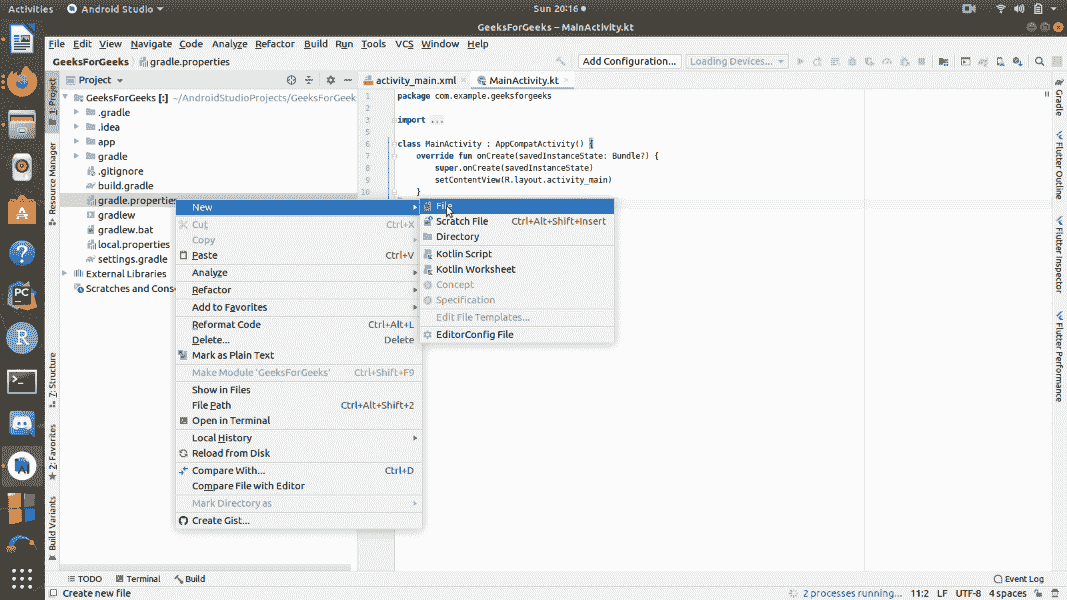 Activities Android Studio Sun 20:16
GeeksForGeeks – MainActivity.kt
File Edit View Navigate Code Analyze Refactor Build Run Tools VCS Window Help
GeeksForGeeks gradle.properties Add Configuration... Loading Devices...
Project activity_main.xml MainActivity.kt
1: Project
Resource Manager
7: Structure
2: Favorites
Build Variants
GeeksForGeeks [:] ~/AndroidStudioProjects/GeeksForGeek
.gradle
.idea
app
gradle
.gitignore
build.gradle
gradle.properties
gradlew
gradlew.bat
local.properties
settings.gradle
External Libraries
Scratches and Cons
1 package com.example.geeksforgeeks
2
3 import ...
5
6 class MainActivity : AppCompatActivity() {
7 override fun onCreate(savedInstanceState: Bundle?) {
8 super.onCreate(savedInstanceState)
9 setContentView(R.layout.activity_main)
10 }
New
Cut Ctrl+X
Copy
Paste Ctrl+V
Analyze
Refactor
Add to Favorites
Reformat Code Ctrl+Alt+L
Delete... Delete
Mark as Plain Text
Make Module 'GeeksForGeeks' Ctrl+Shift+F9
Show in Files
File Path Ctrl+Alt+Shift+2
Open in Terminal
Local History
Reload from Disk
Compare With... Ctrl+D
Compare File with Editor
Mark Directory as
Create Gist...
File
Scratch File Ctrl+Alt+Shift+Insert
Directory
Kotlin Script
Kotlin Worksheet
Concept
Specification
Edit File Templates...
EditorConfig File
Gradle
Flutter Outline
Flutter Inspector
Flutter Performance
TODO Terminal Build Event Log
Create new file 2 processes running... 11:2 LF UTF-8 4 spaces